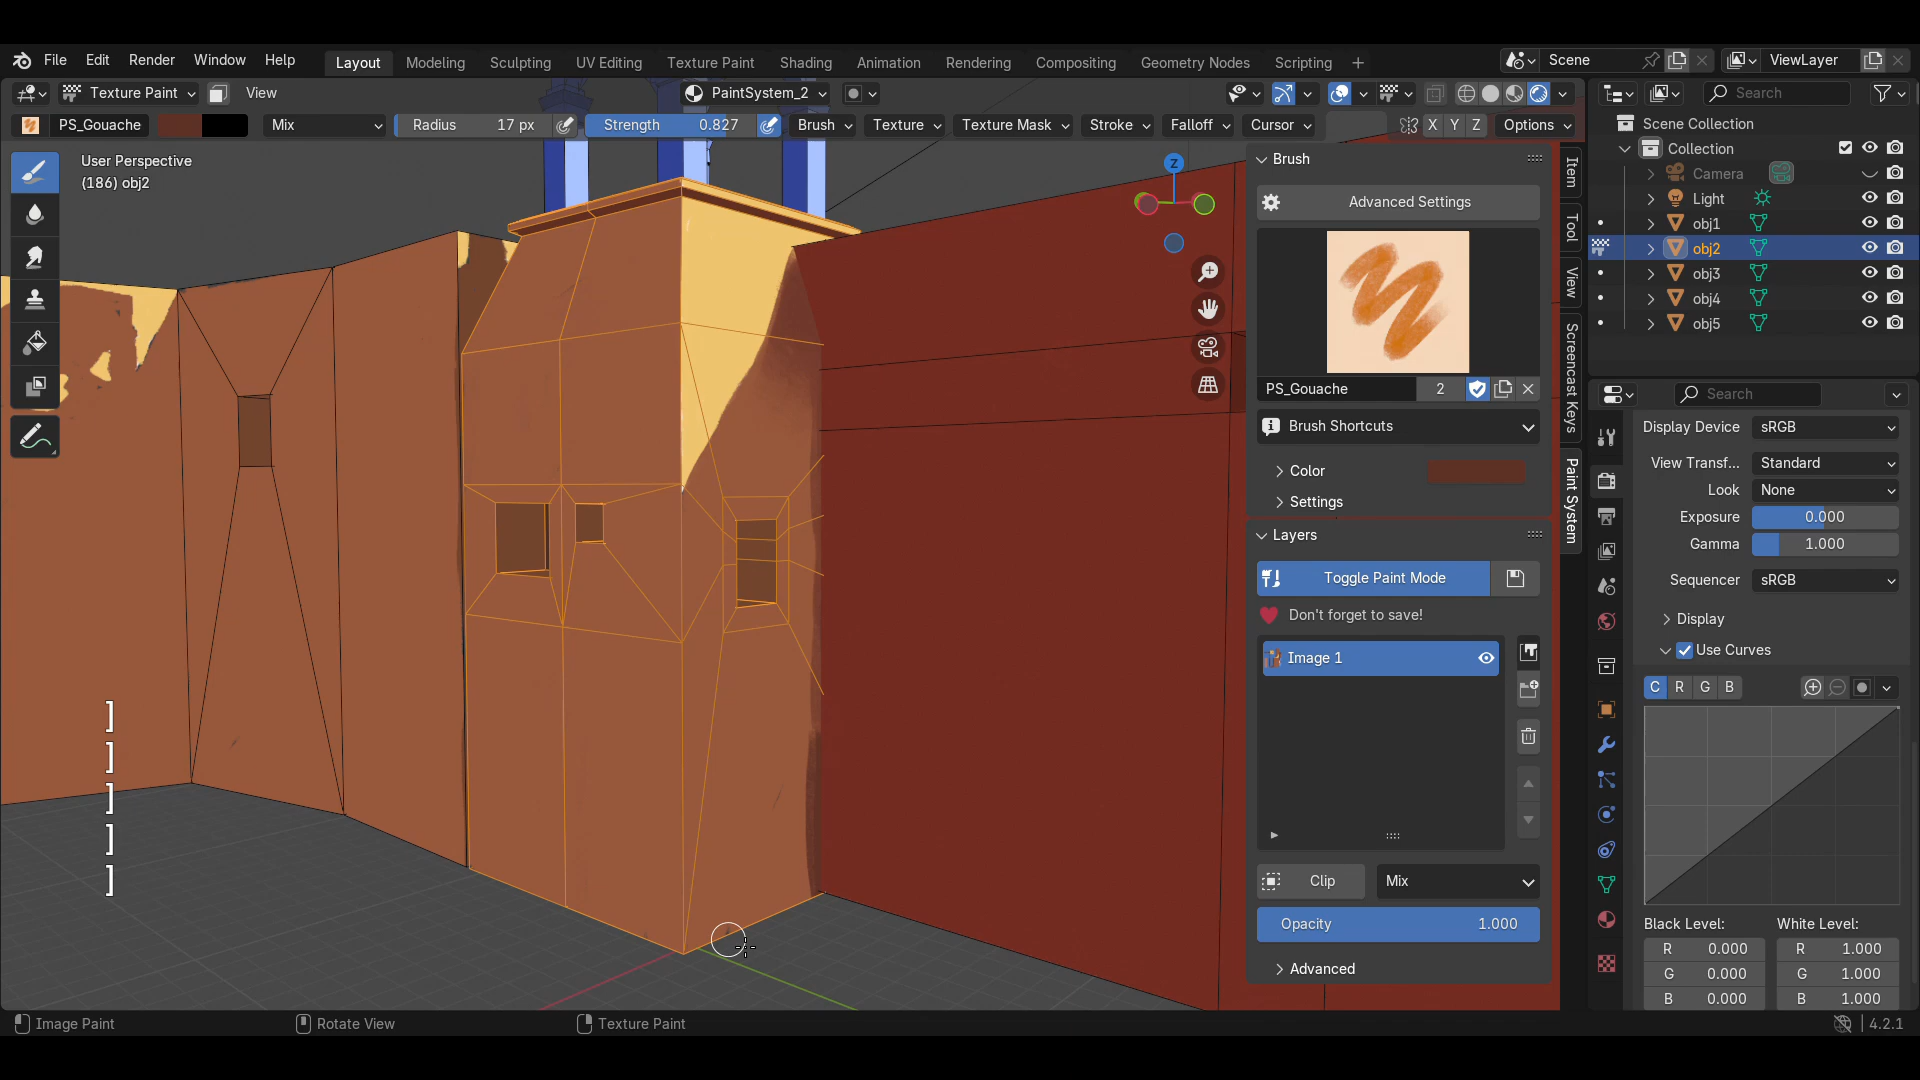 File Edit Render Window Help Layout Modeling Sculpting UV Editing Texture Paint Shading Animation Rendering Compositing Geometry Nodes Scripting + Scene ViewLayer
Texture Paint View PaintSystem_2 Search
PS_Gouache Mix Radius 17 px Strength 0.827 Brush Texture Texture Mask Stroke Falloff Cursor X Y Z Options
User Perspective
(186) obj2
Z
]
]
]
]
]
Brush
Advanced Settings
PS_Gouache 2
Brush Shortcuts
Color
Settings
Layers
Toggle Paint Mode
Don't forget to save!
Image 1
Clip Mix
Opacity 1.000
Advanced
Item
Tool
View
Screencast Keys
Paint System
Scene Collection
Collection
Camera
Light
obj1
obj2
obj3
obj4
obj5
Search
Display Device sRGB
View Transf... Standard
Look None
Exposure 0.000
Gamma 1.000
Sequencer sRGB
Display
Use Curves
C R G B
Black Level: White Level:
R 0.000 R 1.000
G 0.000 G 1.000
B 0.000 B 1.000
Image Paint Rotate View Texture Paint 4.2.1